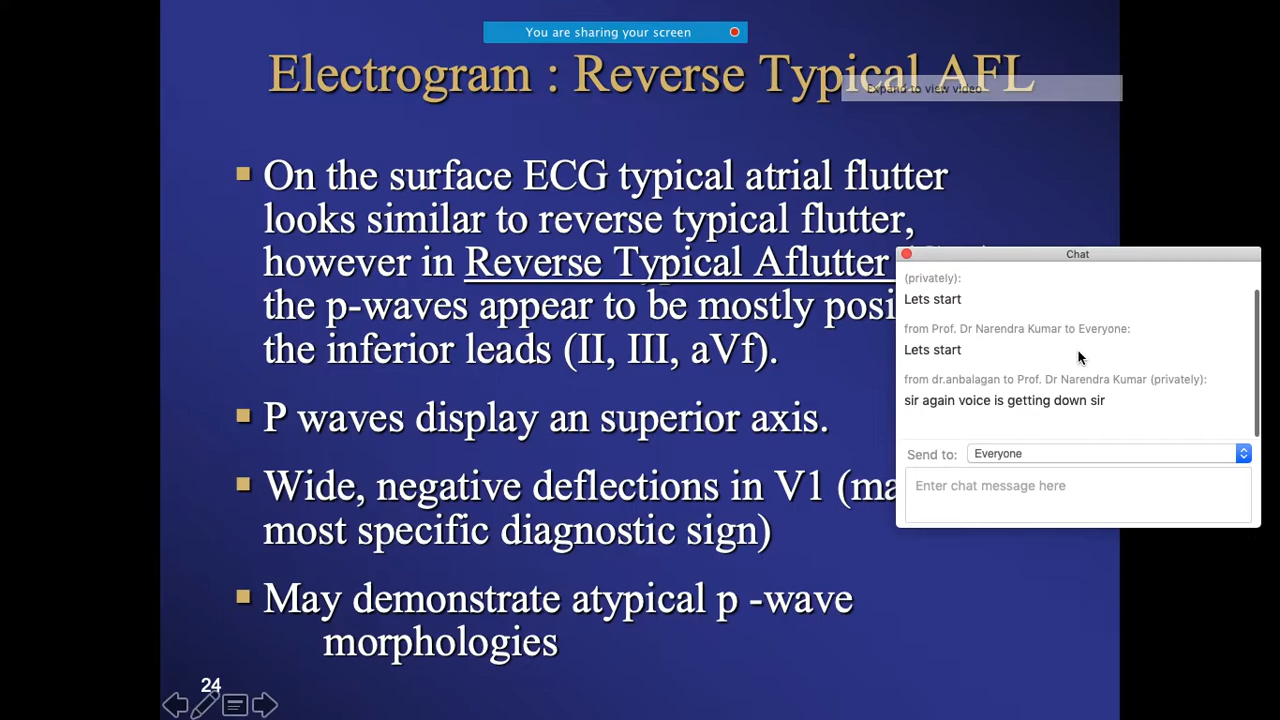 You are sharing your screen
Electrogram : Reverse Typical AFL
Expand to view video
On the surface ECG typical atrial flutter
looks similar to reverse typical flutter,
however in Reverse Typical Aflutter
the p-waves appear to be mostly posi
the inferior leads (II, III, aVf).
P waves display an superior axis.
Wide, negative deflections in V1 (ma
most specific diagnostic sign)
May demonstrate atypical p -wave
morphologies
24
Chat
(privately):
Lets start
from Prof. Dr Narendra Kumar to Everyone:
Lets start
from dr.anbalagan to Prof. Dr Narendra Kumar (privately):
sir again voice is getting down sir
Send to: Everyone
Enter chat message here